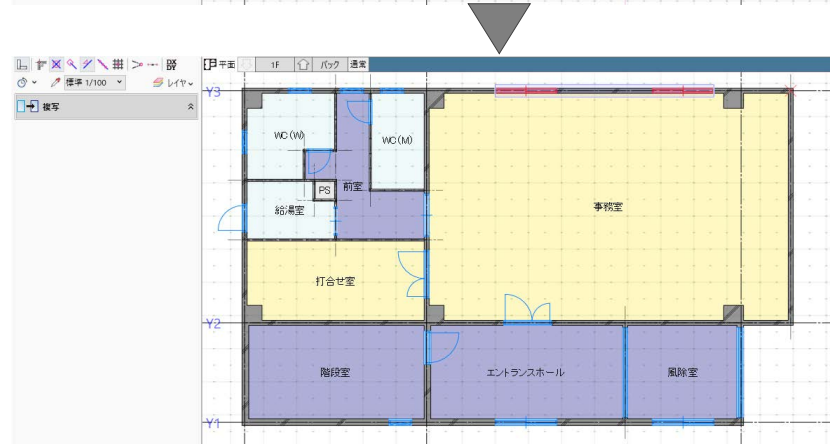 平面 1F バック 通常
標準 1/100 レイヤ
複写
Y3
WC(W)
WC(M)
PS
前室
給湯室
事務室
打合せ室
Y2
階段室
エントランスホール
風除室
Y1